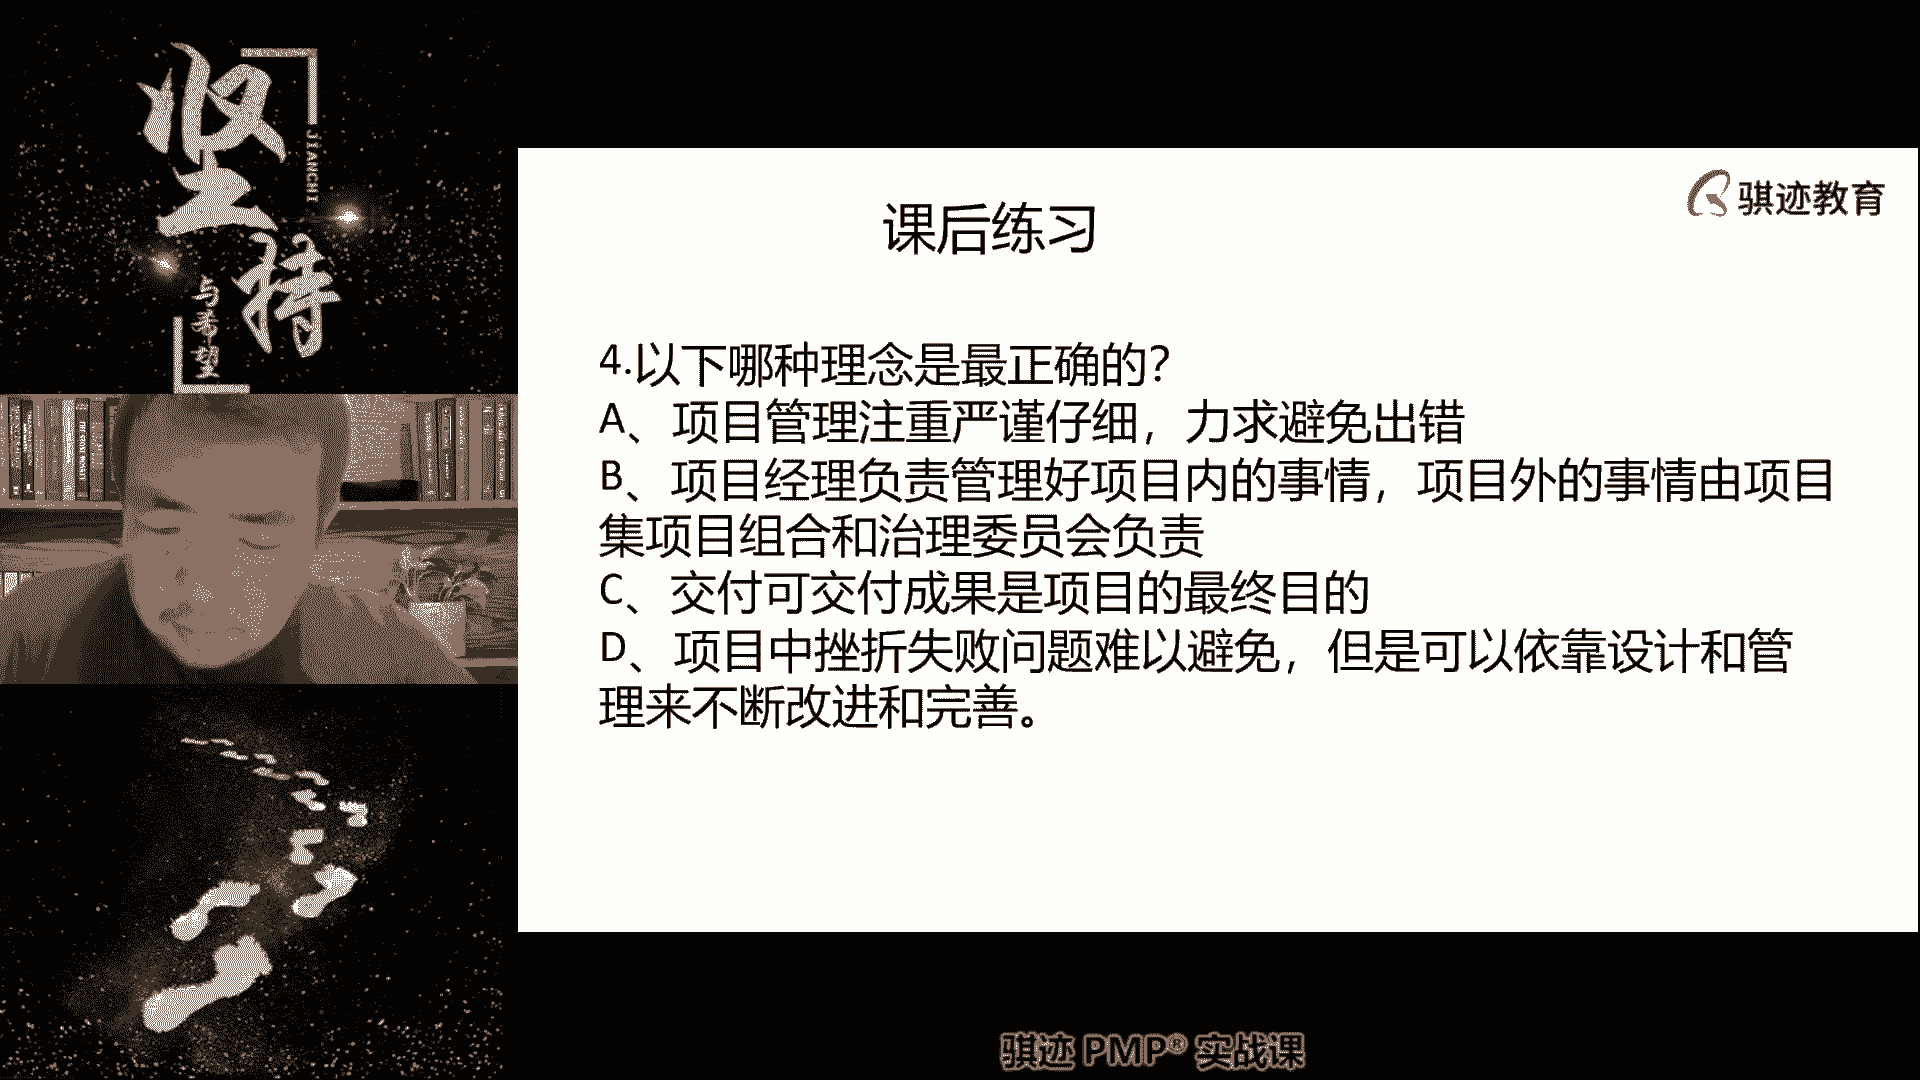 坚持
JIANCHI
与希望
骐迹教育
课后练习
4.以下哪种理念是最正确的？
A、项目管理注重严谨仔细，力求避免出错
B、项目经理负责管理好项目内的事情，项目外的事情由项目
集项目组合和治理委员会负责
C、交付可交付成果是项目的最终目的
D、项目中挫折失败问题难以避免，但是可以依靠设计和管
理来不断改进和完善。
骐迹 PMP® 实战课